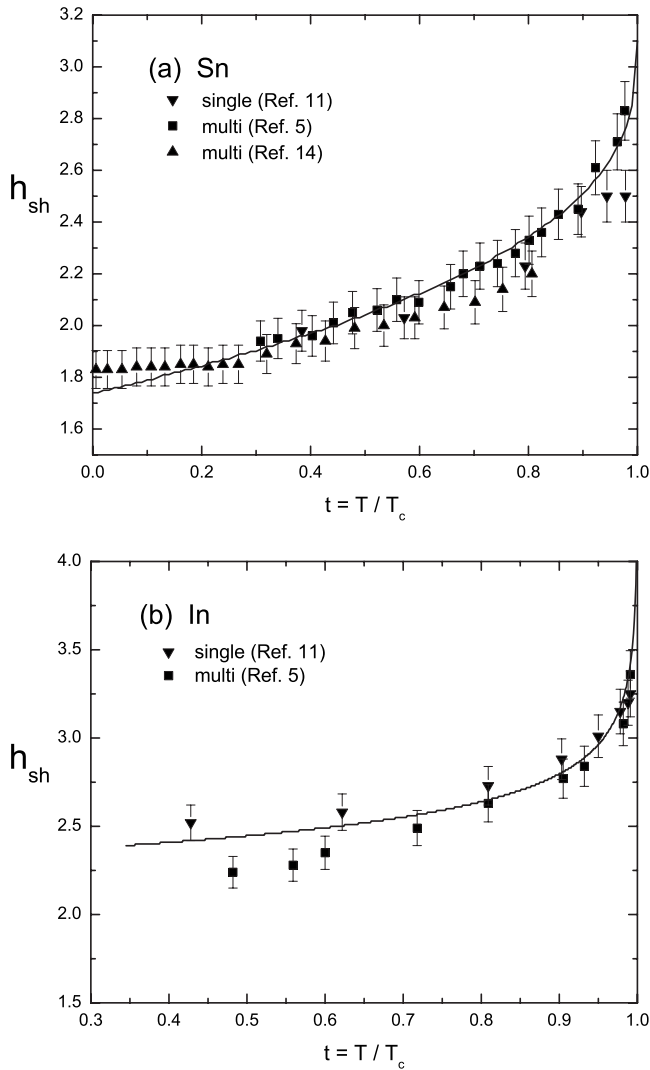 3.2
3.0
2.8
2.6
2.4
2.2
2.0
1.8
1.6
h_sh
(a) Sn
single (Ref. 11)
multi (Ref. 5)
multi (Ref. 14)
0.0 0.2 0.4 0.6 0.8 1.0
t = T / T_c
4.0
3.5
3.0
2.5
2.0
1.5
h_sh
(b) In
single (Ref. 11)
multi (Ref. 5)
0.3 0.4 0.5 0.6 0.7 0.8 0.9 1.0
t = T / T_c